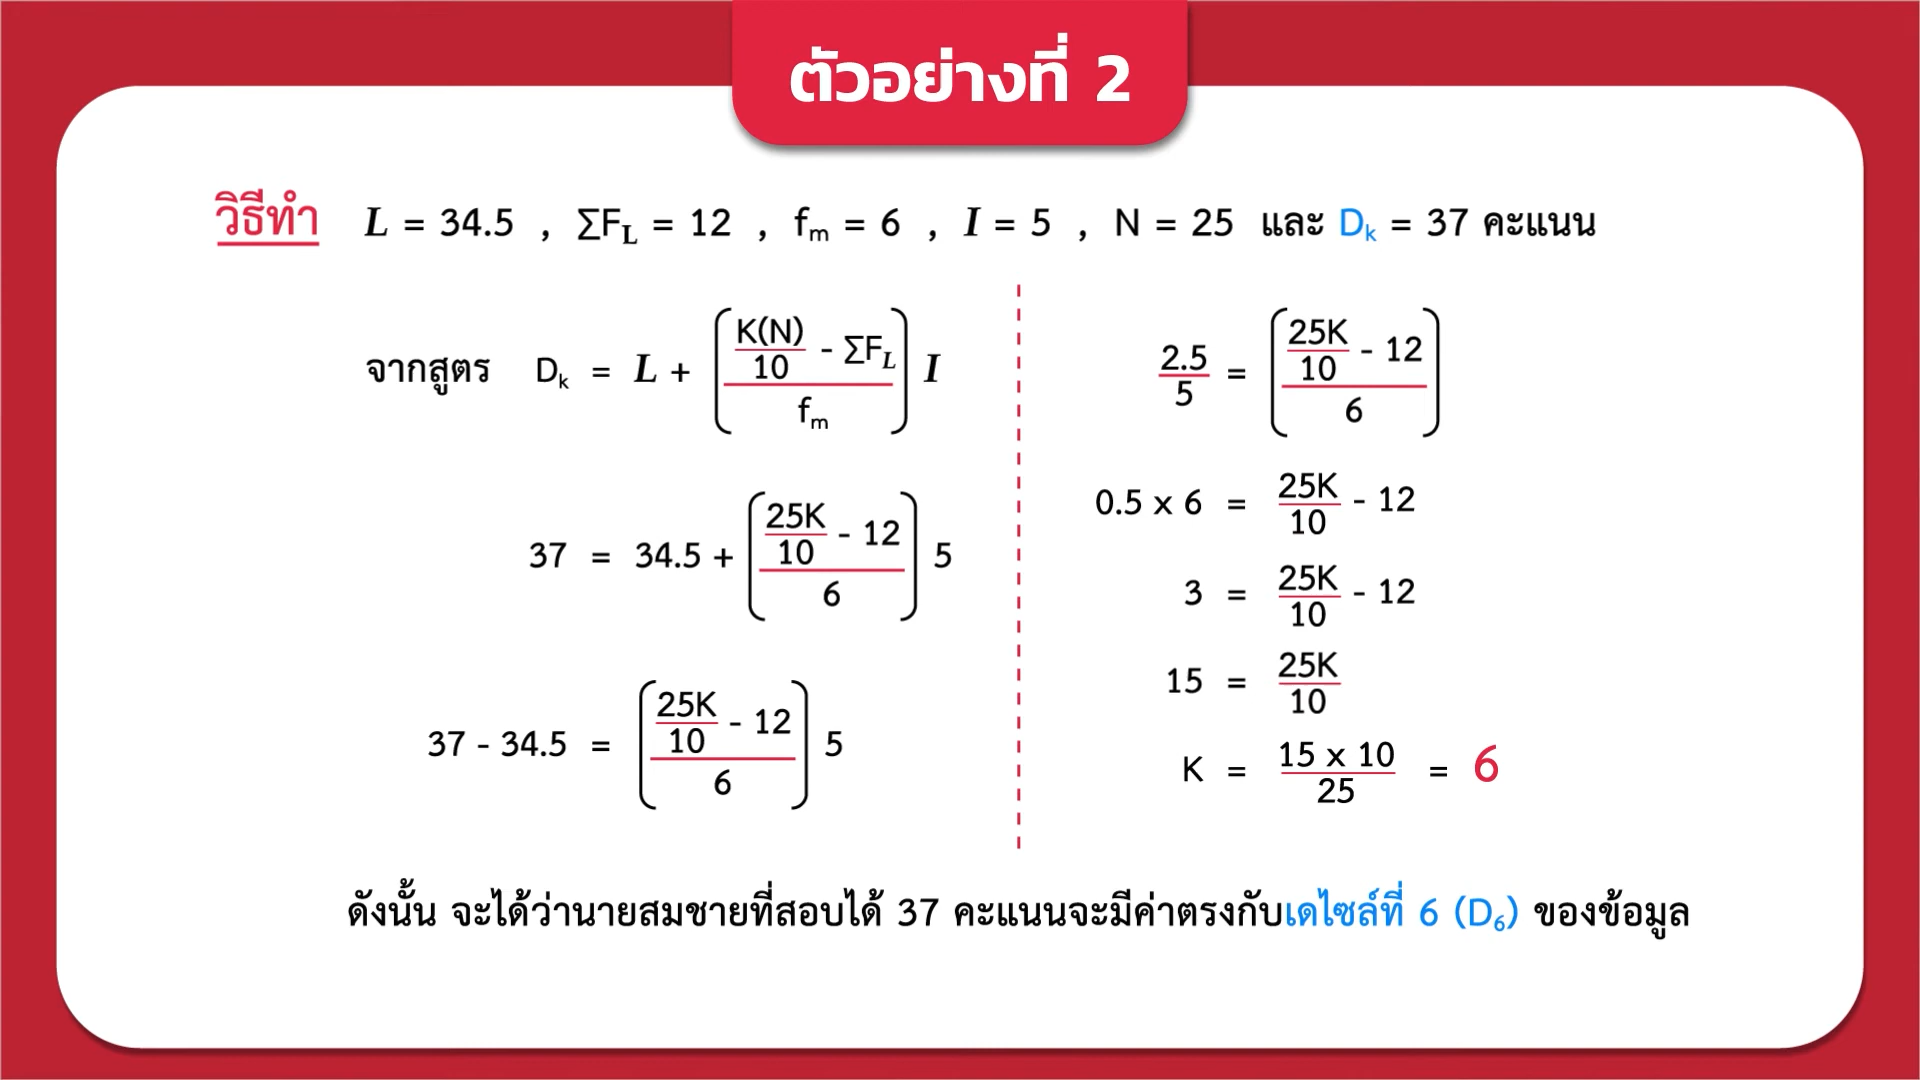 ตัวอย่างที่ 2
วิธีทำ L = 34.5 , ∑F_L = 12 , f_m = 6 , I = 5 , N = 25 และ D_k = 37 คะแนน
จากสูตร D_k = L + [(K(N)/10 - ∑F_L)/f_m] I
37 = 34.5 + [(25K/10 - 12)/6] 5
37 - 34.5 = [(25K/10 - 12)/6] 5
2.5/5 = [(25K/10 - 12)/6]
0.5 x 6 = 25K/10 - 12
3 = 25K/10 - 12
15 = 25K/10
K = (15 x 10)/25 = 6
ดังนั้น จะได้ว่านายสมชายที่สอบได้ 37 คะแนนจะมีค่าตรงกับเดไซล์ที่ 6 (D₆) ของข้อมูล